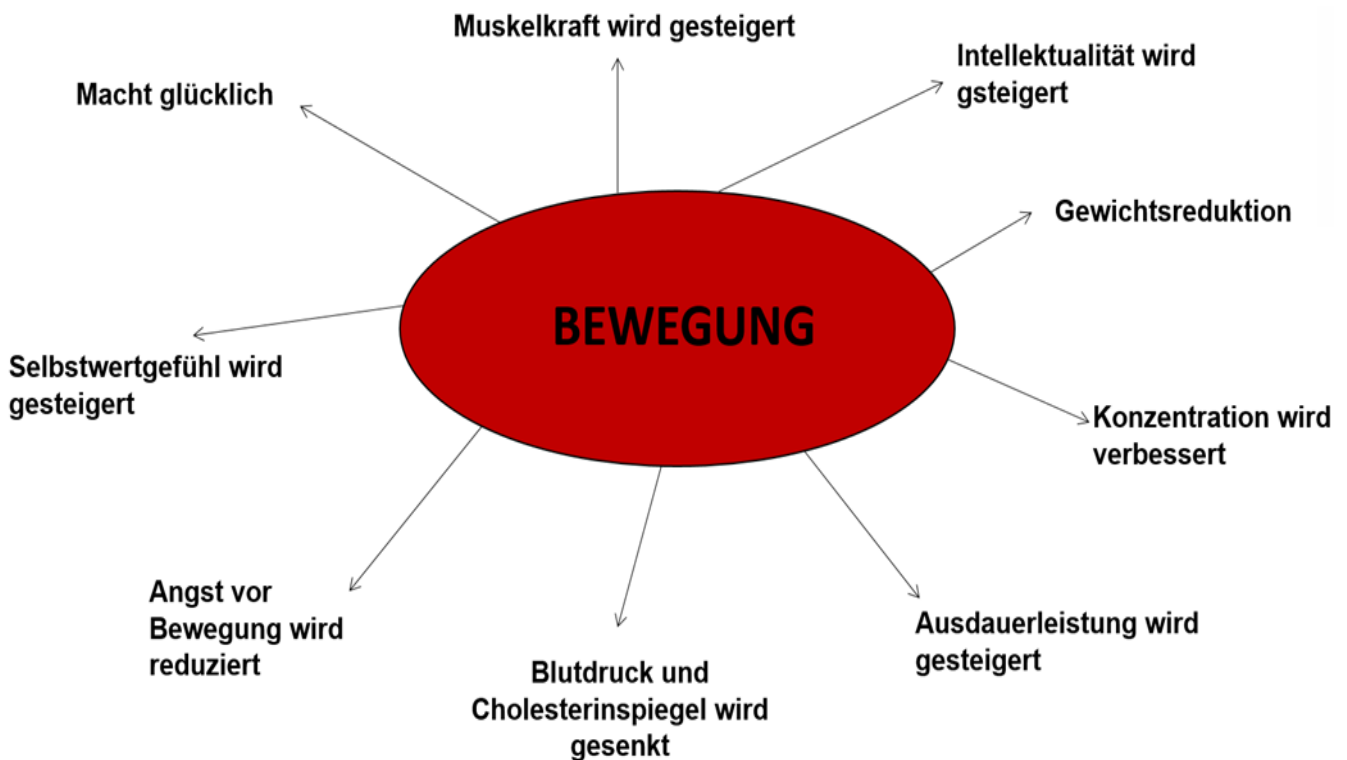 Muskelkraft wird gesteigert
Intellektualität wird
gsteigert
Macht glücklich
Gewichtsreduktion
BEWEGUNG
Selbstwertgefühl wird
gesteigert
Konzentration wird
verbessert
Angst vor
Bewegung wird
reduziert
Ausdauerleistung wird
gesteigert
Blutdruck und
Cholesterinspiegel wird
gesenkt